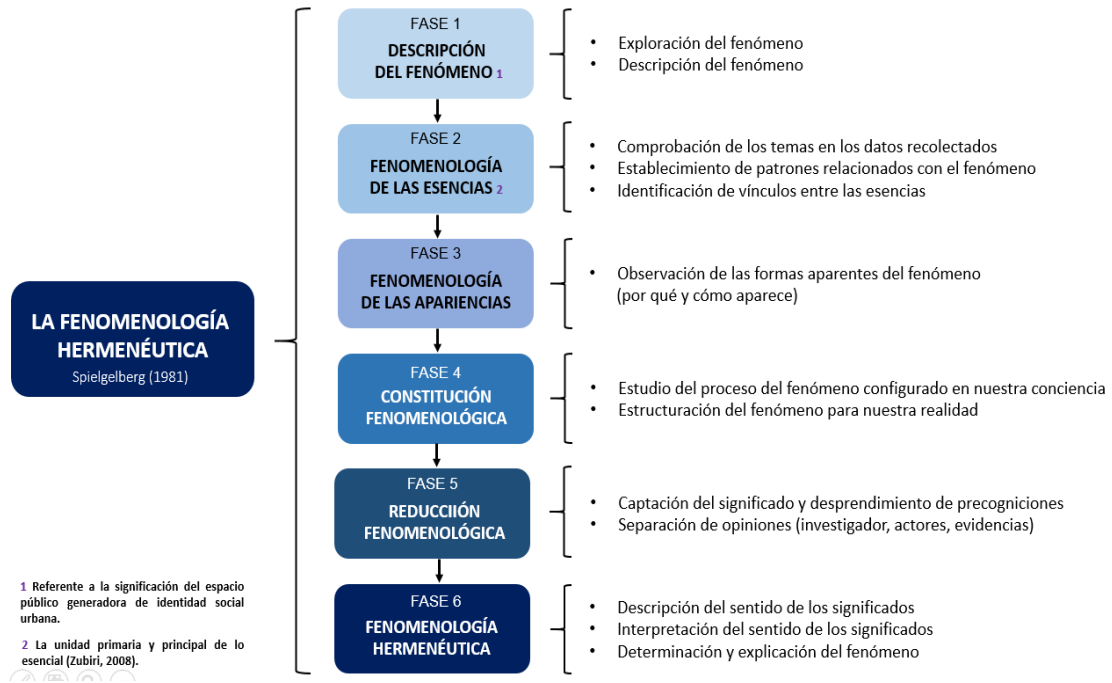 LA FENOMENOLOGÍA
HERMENÉUTICA
Spielgelberg (1981)
FASE 1
DESCRIPCIÓN
DEL FENÓMENO 1
• Exploración del fenómeno
• Descripción del fenómeno
FASE 2
FENOMENOLOGÍA
DE LAS ESENCIAS 2
• Comprobación de los temas en los datos recolectados
• Establecimiento de patrones relacionados con el fenómeno
• Identificación de vínculos entre las esencias
FASE 3
FENOMENOLOGÍA
DE LAS APARIENCIAS
• Observación de las formas aparentes del fenómeno
(por qué y cómo aparece)
FASE 4
CONSTITUCIÓN
FENOMENOLÓGICA
• Estudio del proceso del fenómeno configurado en nuestra conciencia
• Estructuración del fenómeno para nuestra realidad
FASE 5
REDUCCIIÓN
FENOMENOLÓGICA
• Captación del significado y desprendimiento de precogniciones
• Separación de opiniones (investigador, actores, evidencias)
FASE 6
FENOMENOLOGÍA
HERMENÉUTICA
• Descripción del sentido de los significados
• Interpretación del sentido de los significados
• Determinación y explicación del fenómeno
1 Referente a la significación del espacio
público generadora de identidad social
urbana.
2 La unidad primaria y principal de lo
esencial (Zubiri, 2008).